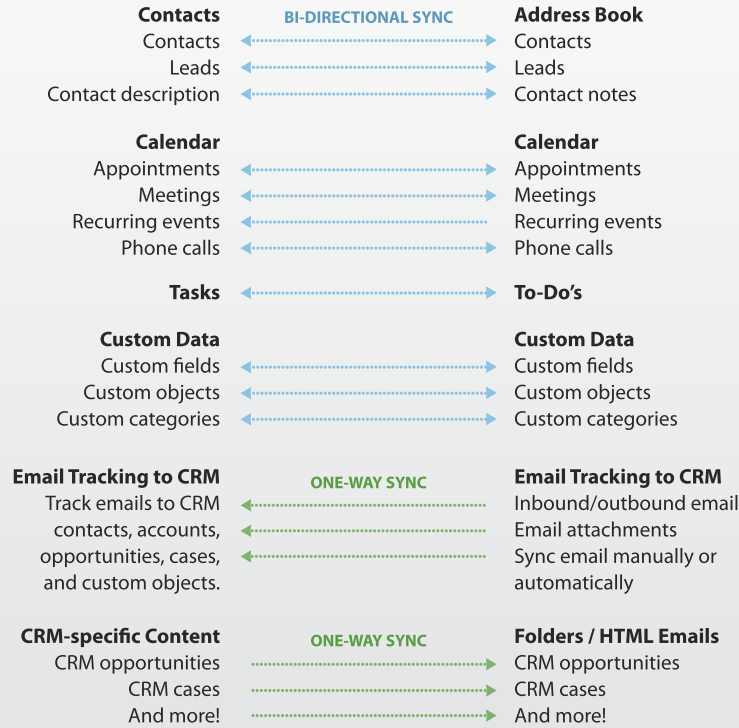 Contacts BI-DIRECTIONAL SYNC Address Book
Contacts Contacts
Leads Leads
Contact description Contact notes
Calendar Calendar
Appointments Appointments
Meetings Meetings
Recurring events Recurring events
Phone calls Phone calls
Tasks To-Do’s
Custom Data Custom Data
Custom fields Custom fields
Custom objects Custom objects
Custom categories Custom categories
Email Tracking to CRM ONE-WAY SYNC Email Tracking to CRM
Track emails to CRM Inbound/outbound email
contacts, accounts, Email attachments
opportunities, cases, Sync email manually or
and custom objects. automatically
CRM-specific Content ONE-WAY SYNC Folders / HTML Emails
CRM opportunities CRM opportunities
CRM cases CRM cases
And more! And more!